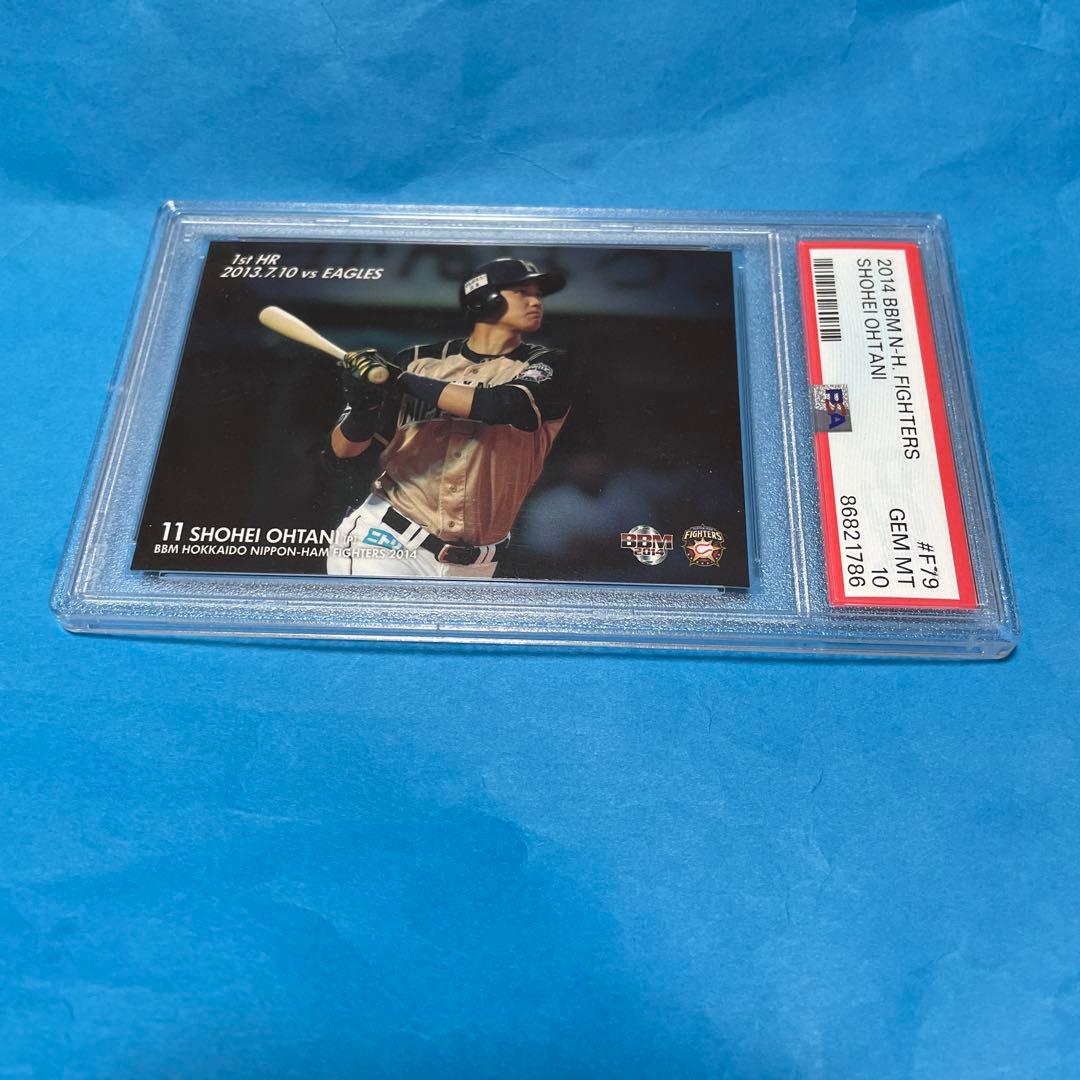 1st HR
2013.7.10 vs EAGLES
11 SHOHEI OHTANI
BBM HOKKAIDO NIPPON-HAM FIGHTERS 2014
BBM
2014
FIGHTERS
2014 BBM N-H. FIGHTERS
#F79
SHOHEI OHTANI
GEM MT
10
PSA
86821786